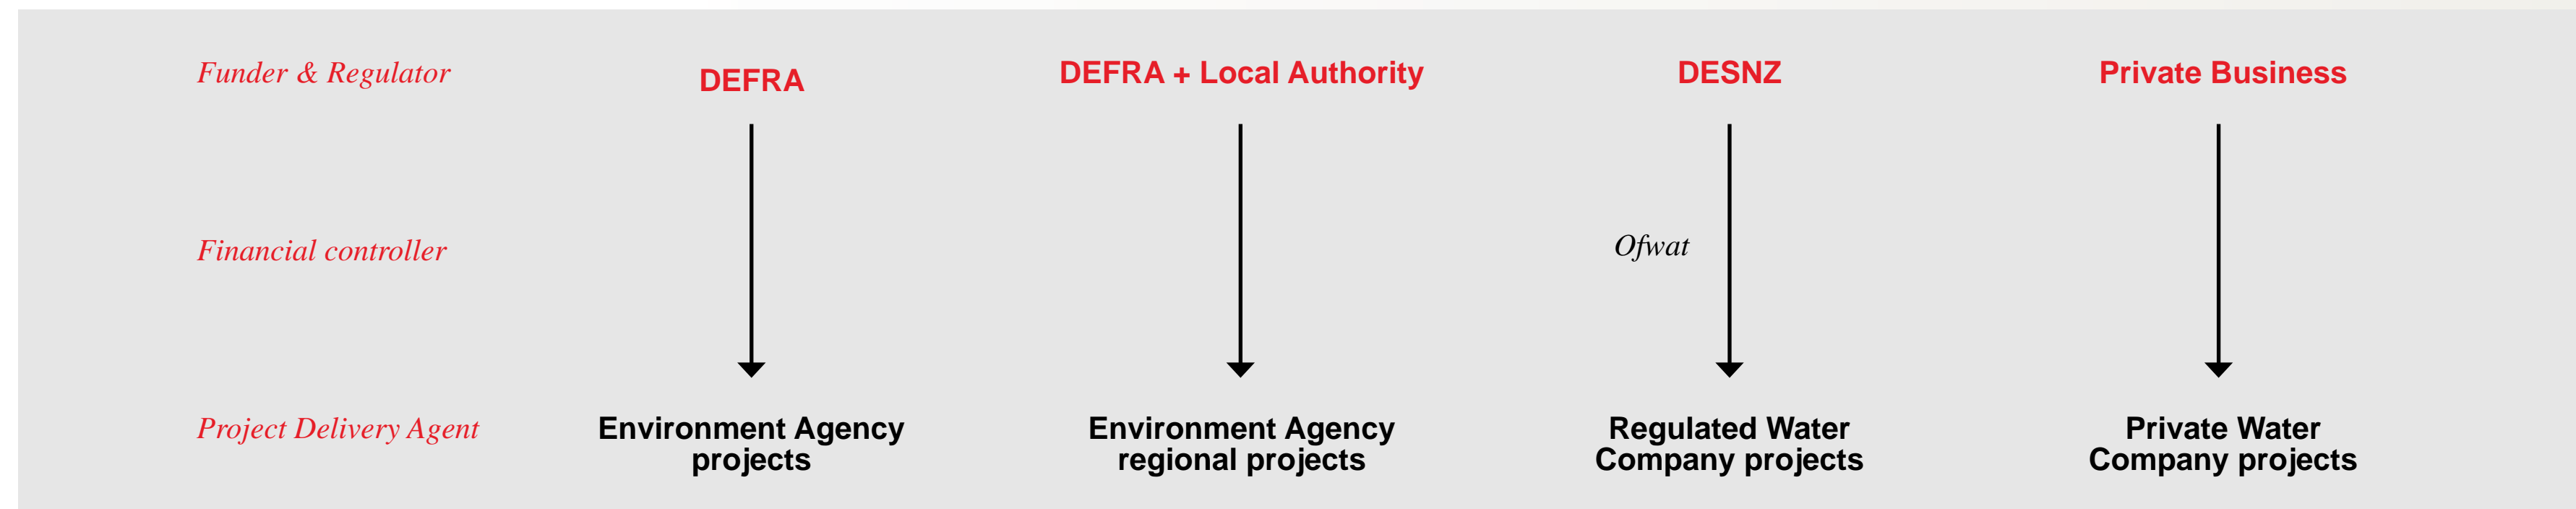 Funder & Regulator
DEFRA
DEFRA + Local Authority
DESNZ
Private Business
Financial controller
Ofwat
Project Delivery Agent
Environment Agency
projects
Environment Agency
regional projects
Regulated Water
Company projects
Private Water
Company projects